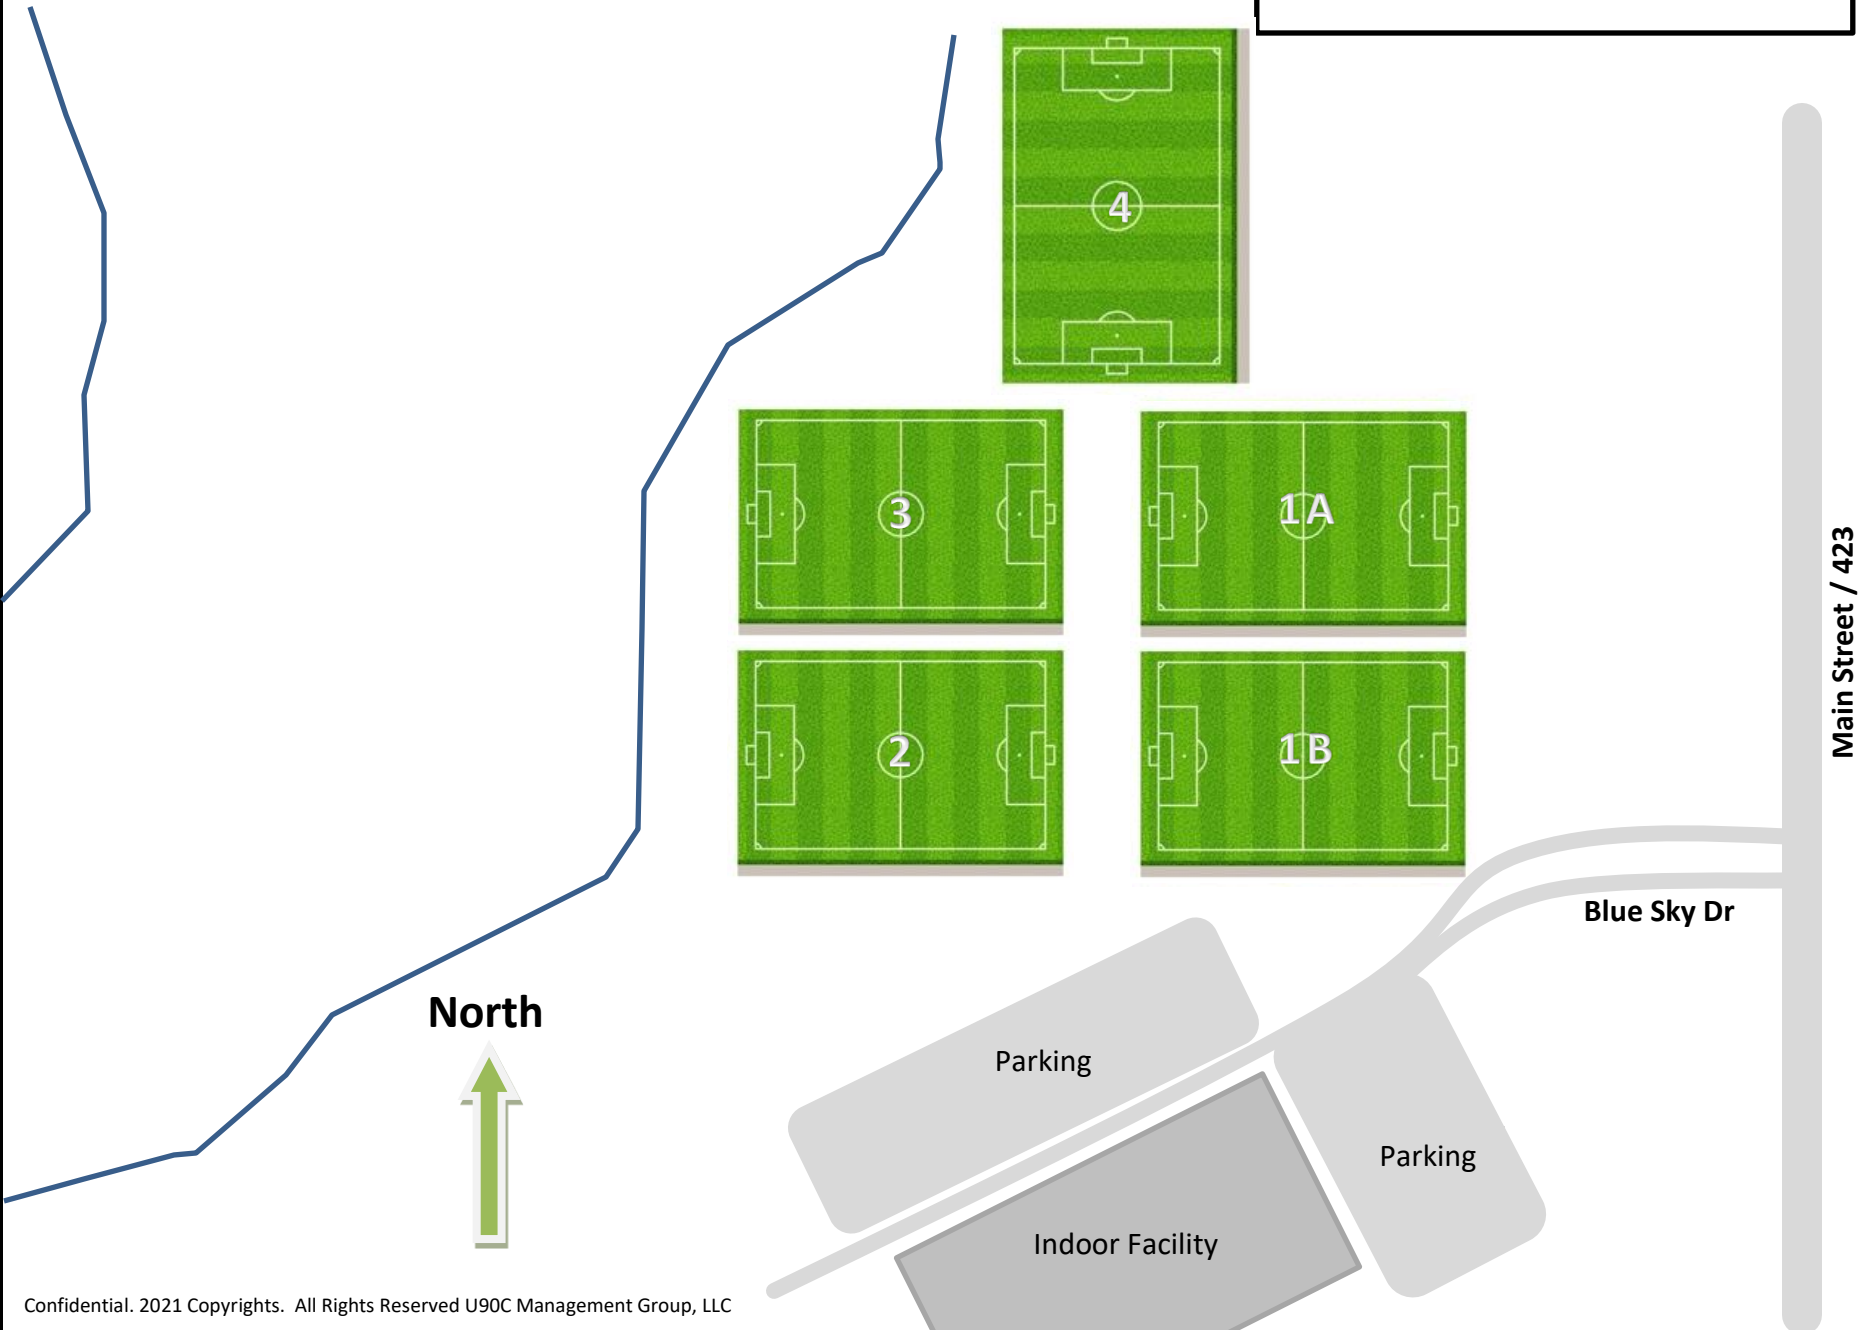 4
3
1A
2
1B
Main Street / 423
Blue Sky Dr
North
Parking
Parking
Indoor Facility
Confidential. 2021 Copyrights.  All Rights Reserved U90C Management Group, LLC